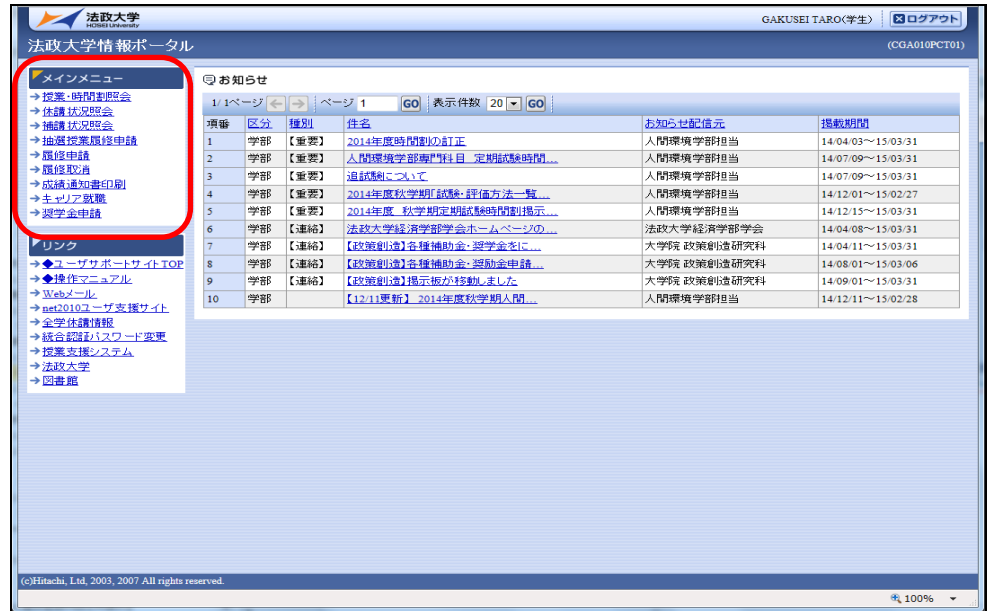 法政大学
HOSEI University
GAKUSEI TARO(学生) ログアウト
法政大学情報ポータル
(CGA010PCT01)
メインメニュー
授業・時間割照会
休講状況照会
補講状況照会
抽選授業履修申請
履修申請
履修取消
成績通知書印刷
キャリア就職
奨学金申請
リンク
◆ユーザサポートサイトTOP
◆操作マニュアル
Webメール
net2010ユーザ支援サイト
全学休講情報
統合認証パスワード変更
授業支援システム
法政大学
図書館
お知らせ
1/ 1ページ ページ 1 GO 表示件数 20 GO
項番 区分 種別 件名 お知らせ配信元 掲載期間
1 学部 【重要】 2014年度時間割の訂正 人間環境学部担当 14/04/03～15/03/31
2 学部 【重要】 人間環境学部専門科目 定期試験時間... 人間環境学部担当 14/07/09～15/03/31
3 学部 【重要】 追試験について 人間環境学部担当 14/07/09～15/03/31
4 学部 【重要】 2014年度秋学期「試験・評価方法一覧... 人間環境学部担当 14/12/01～15/02/27
5 学部 【重要】 2014年度 秋学期定期試験時間割掲示... 人間環境学部担当 14/12/15～15/03/31
6 学部 【連絡】 法政大学経済学部学会ホームページの... 法政大学経済学部学会 14/04/08～15/03/31
7 学部 【連絡】 【政策創造】各種補助金・奨学金をに... 大学院 政策創造研究科 14/04/11～15/03/31
8 学部 【連絡】 【政策創造】各種補助金・奨励金申請... 大学院 政策創造研究科 14/08/01～15/03/06
9 学部 【連絡】 【政策創造】掲示板が移動しました 大学院 政策創造研究科 14/09/01～15/03/31
10 学部 【12/11更新】 2014年度秋学期人間... 人間環境学部担当 14/12/11～15/02/28
(c)Hitachi, Ltd, 2003, 2007 All rights reserved.
100%